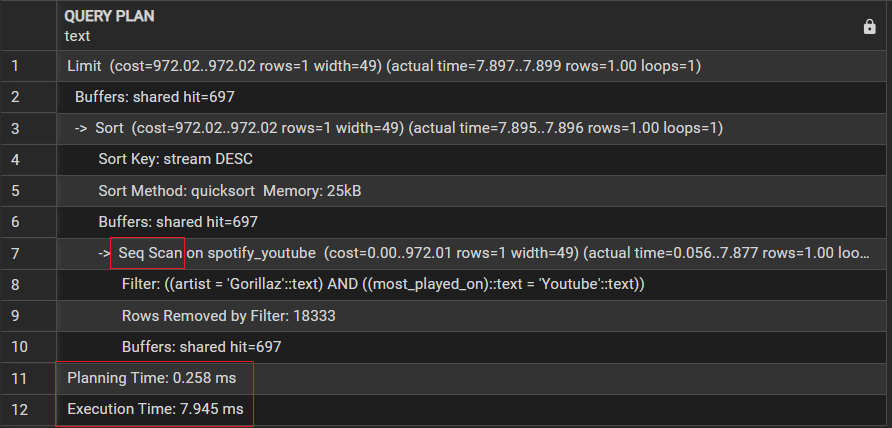 QUERY PLAN
text
1 Limit (cost=972.02..972.02 rows=1 width=49) (actual time=7.897..7.899 rows=1.00 loops=1)
2 Buffers: shared hit=697
3 -> Sort (cost=972.02..972.02 rows=1 width=49) (actual time=7.895..7.896 rows=1.00 loops=1)
4 Sort Key: stream DESC
5 Sort Method: quicksort Memory: 25kB
6 Buffers: shared hit=697
7 -> Seq Scan on spotify_youtube (cost=0.00..972.01 rows=1 width=49) (actual time=0.056..7.877 rows=1.00 loo...
8 Filter: ((artist = 'Gorillaz'::text) AND ((most_played_on)::text = 'Youtube'::text))
9 Rows Removed by Filter: 18333
10 Buffers: shared hit=697
11 Planning Time: 0.258 ms
12 Execution Time: 7.945 ms